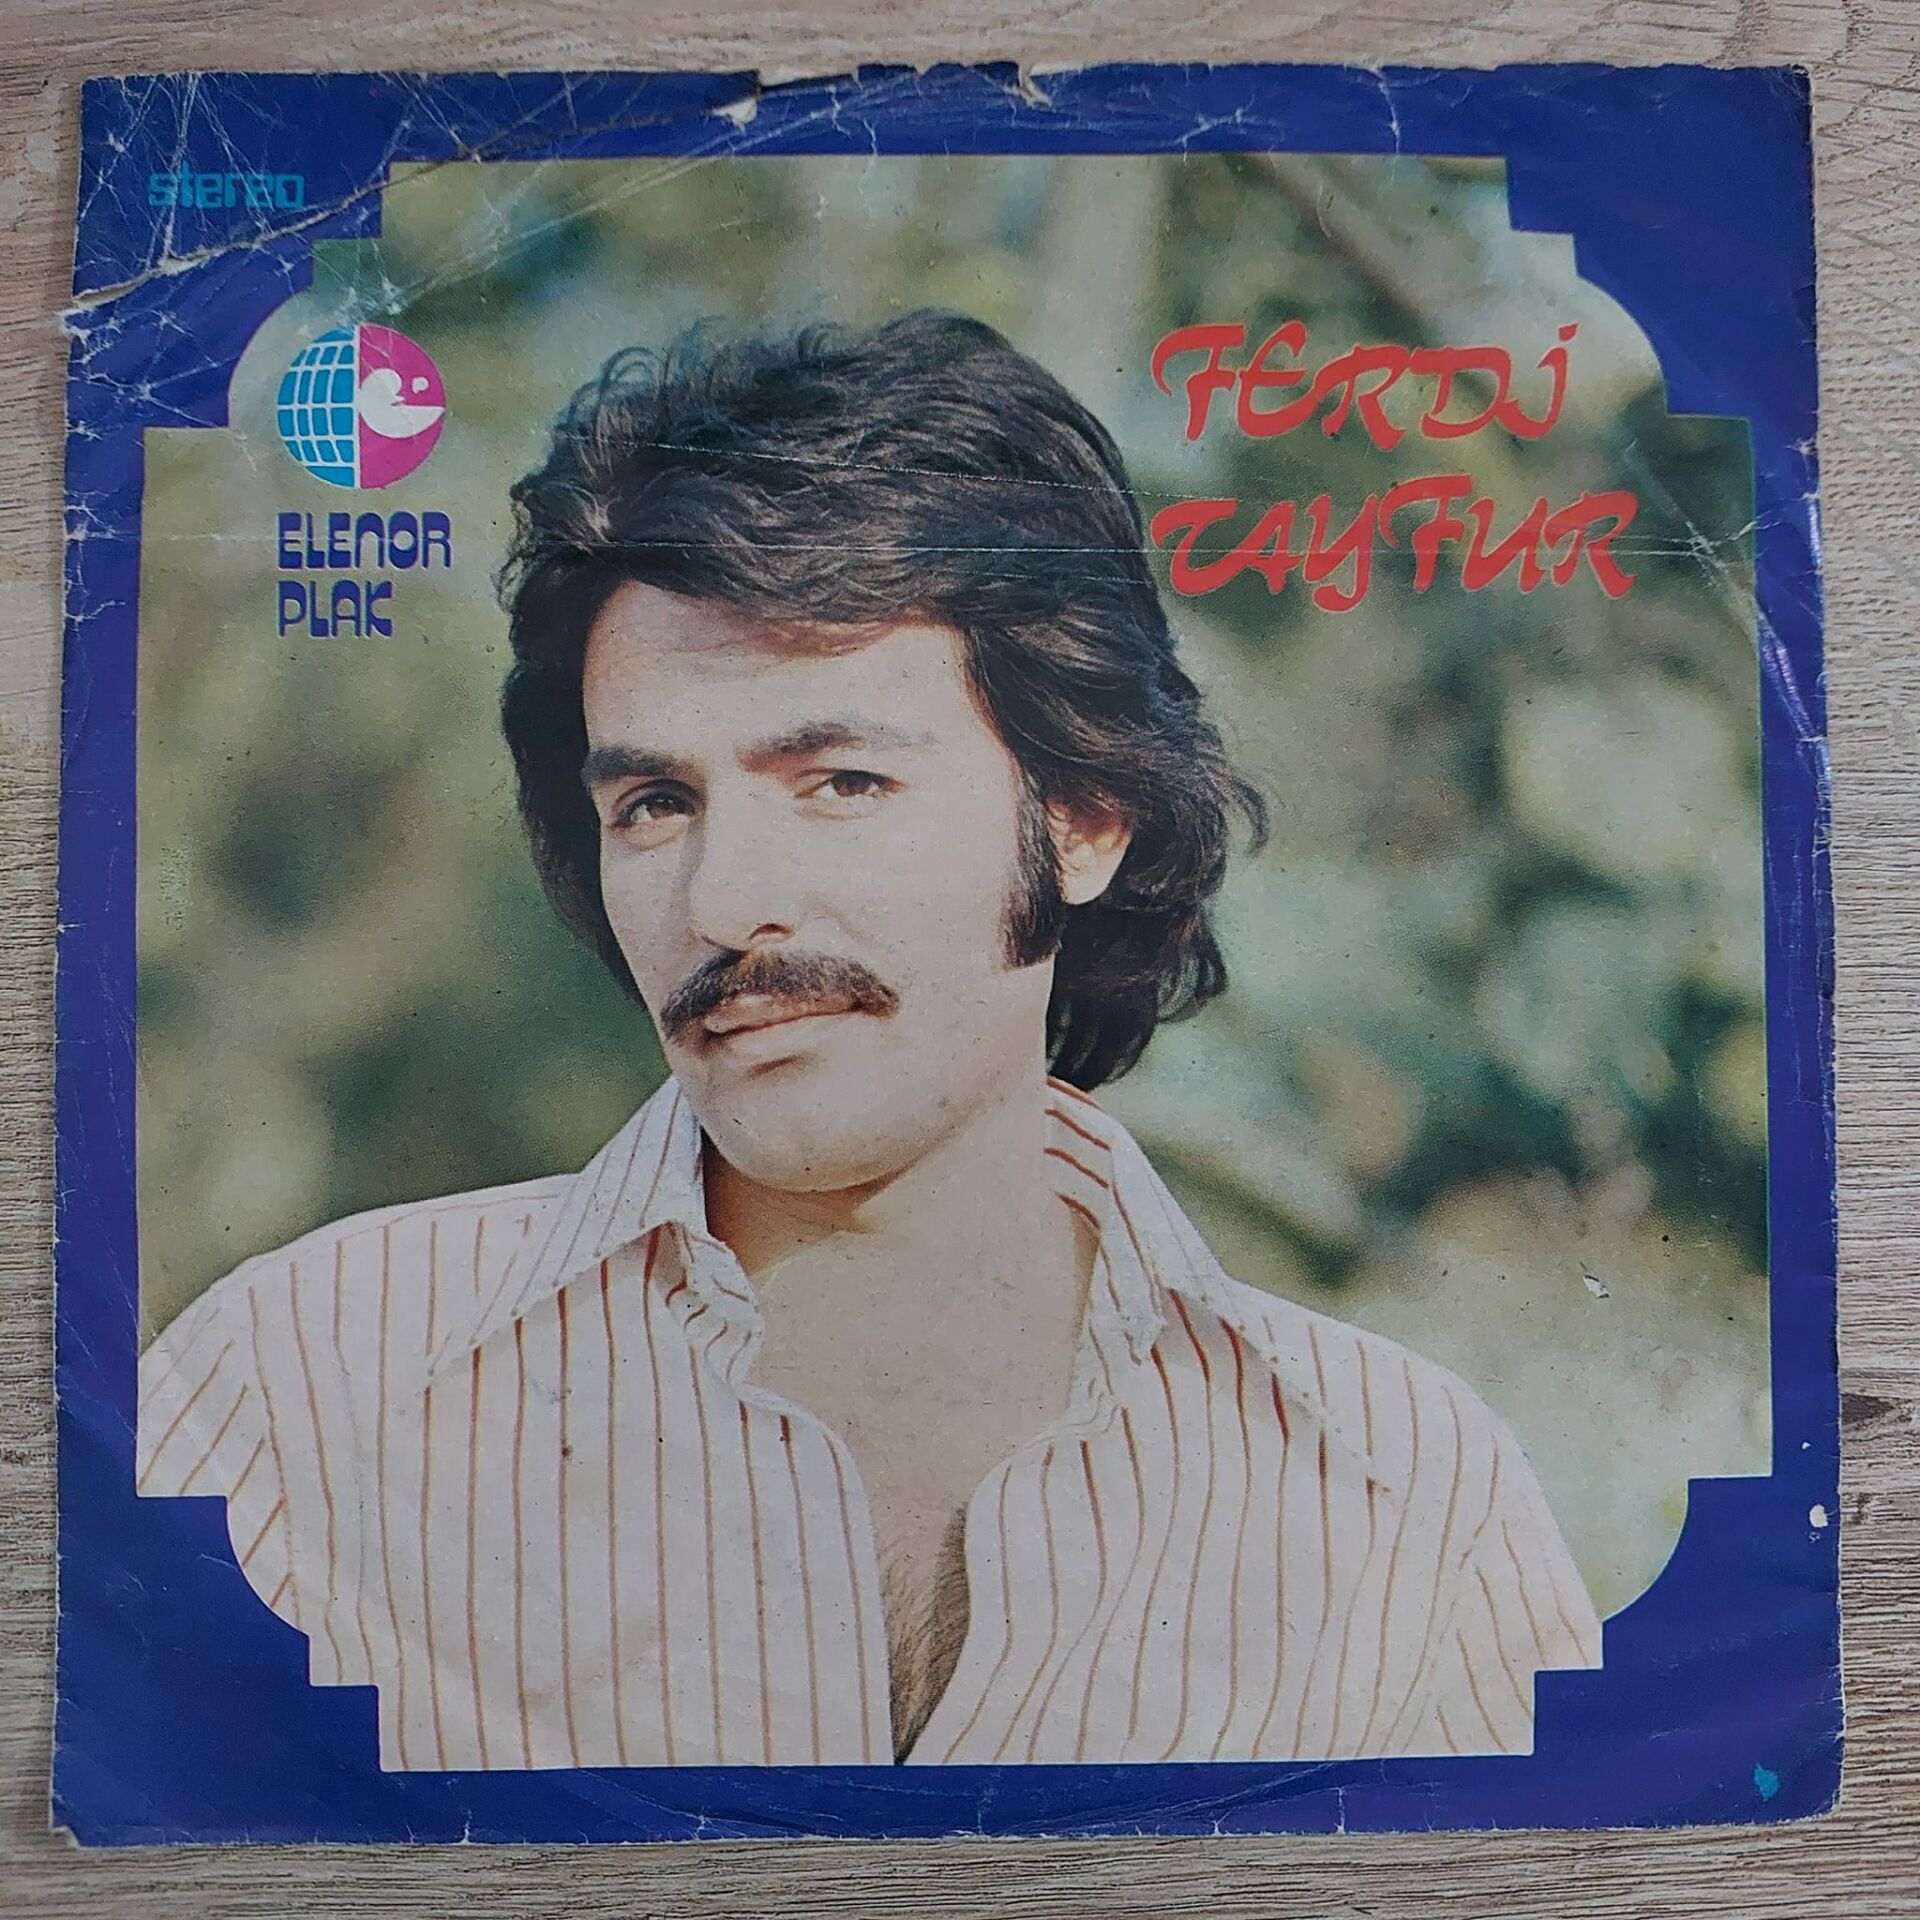 stereo
ELENOR
PLAK
FERDİ
TAYFUR